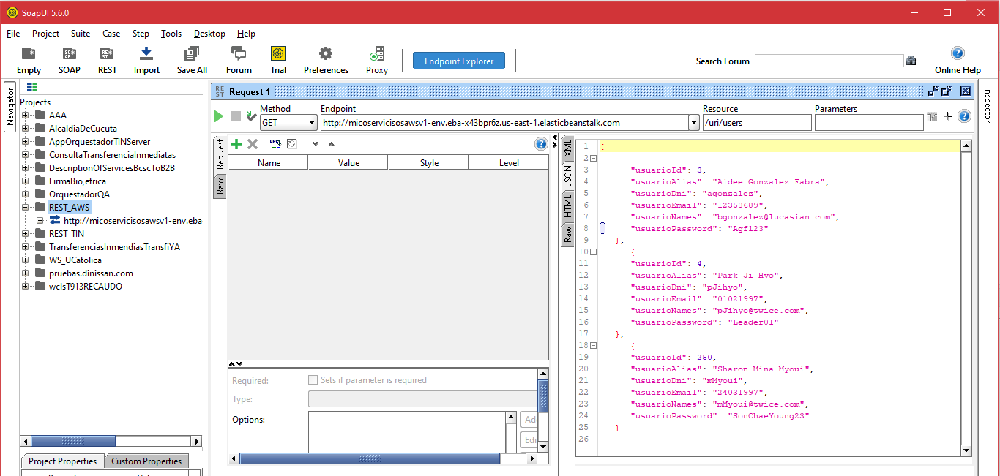 SoapUI 5.6.0
File Project Suite Case Step Tools Desktop Help
Empty SOAP REST Import Save All Forum Trial Preferences Proxy Endpoint Explorer Search Forum Online Help
Navigator
Projects
AAA
AlcaldiaDeCucuta
AppOrquestadorTINServer
ConsultaTransferenciaInmediatas
DescriptionOfServicesBcscToB2B
FirmaBio,etrica
OrquestadorQA
REST_AWS
http://micoservicisosawsv1-env.eba
REST_TIN
TransferenciasInmendiasTransfiYA
WS_UCatolica
pruebas.dinissan.com
wclsT913RECAUDO
Project Properties Custom Properties
REST Request 1
Method Endpoint Resource Parameters
GET http://micoservicisosawsv1-env.eba-x43bpr6z.us-east-1.elasticbeanstalk.com /uri/users
Request
Raw
Name Value Style Level
Required: Sets if parameter is required
Type:
Options:
XML
JSON
HTML
Raw
1 [
2 {
3 "usuarioId": 3,
4 "usuarioAlias": "Aidee Gonzalez Fabra",
5 "usuarioDni": "agonzalez",
6 "usuarioEmail": "12358689",
7 "usuarioNames": "bgonzalez@lucasian.com",
8 "usuarioPassword": "Agf123"
9 },
10 {
11 "usuarioId": 4,
12 "usuarioAlias": "Park Ji Hyo",
13 "usuarioDni": "pJihyo",
14 "usuarioEmail": "01021997",
15 "usuarioNames": "pJihyo@twice.com",
16 "usuarioPassword": "Leader01"
17 },
18 {
19 "usuarioId": 250,
20 "usuarioAlias": "Sharon Mina Myoui",
21 "usuarioDni": "mMyoui",
22 "usuarioEmail": "24031997",
23 "usuarioNames": "mMyoui@twice.com",
24 "usuarioPassword": "SonChaeYoung23"
25 }
26 ]
Inspector